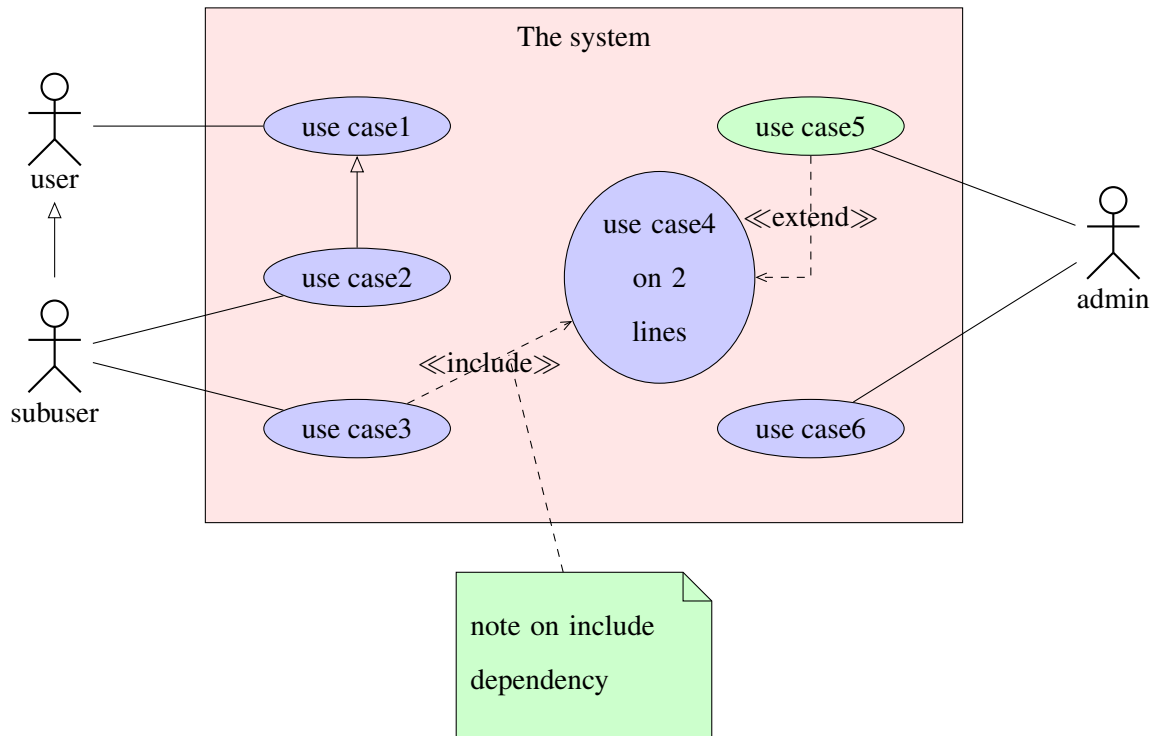 The system
user
use case1
use case5
use case4
on 2
lines
≪extend≫
use case2
admin
subuser
≪include≫
use case3
use case6
note on include
dependency